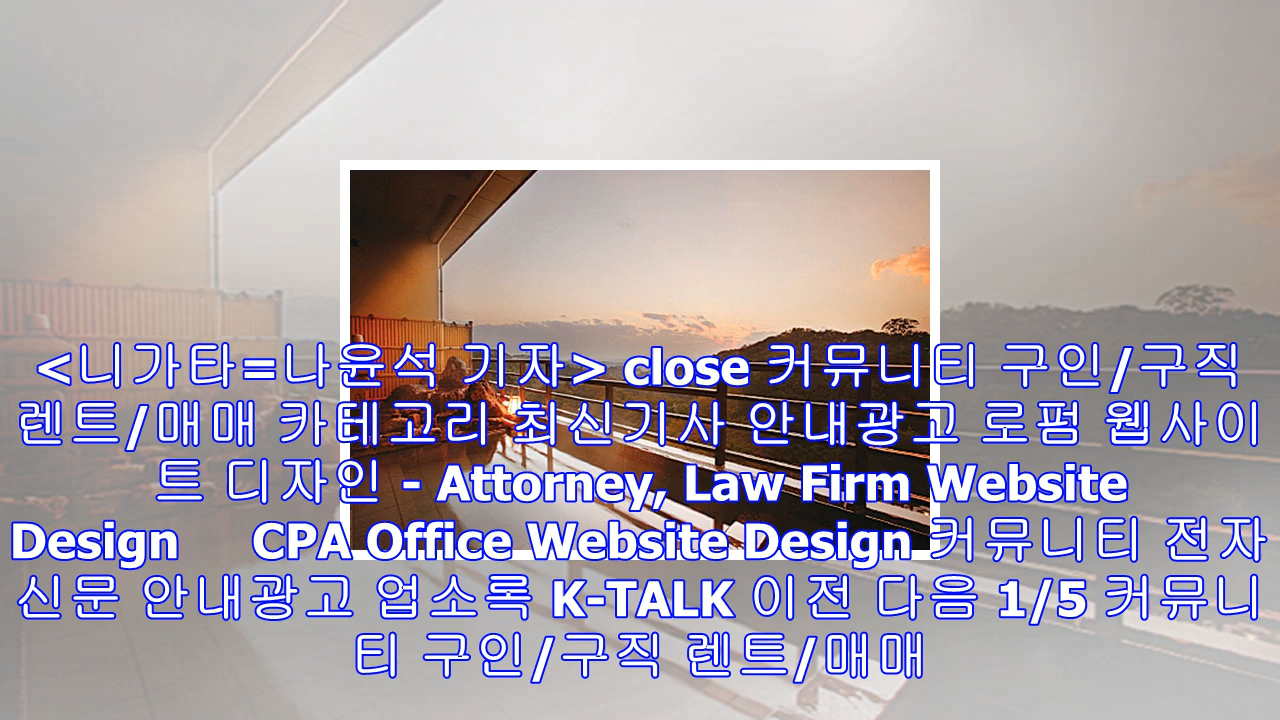 <니가타=나윤석 기자> close 커뮤니티 구인/구직
렌트/매매 카테고리 최신기사 안내광고 로펌 웹사이
트 디자인 - Attorney, Law Firm Website
Design CPA Office Website Design 커뮤니티 전자
신문 안내광고 업소록 K-TALK 이전 다음 1/5 커뮤니
티 구인/구직 렌트/매매